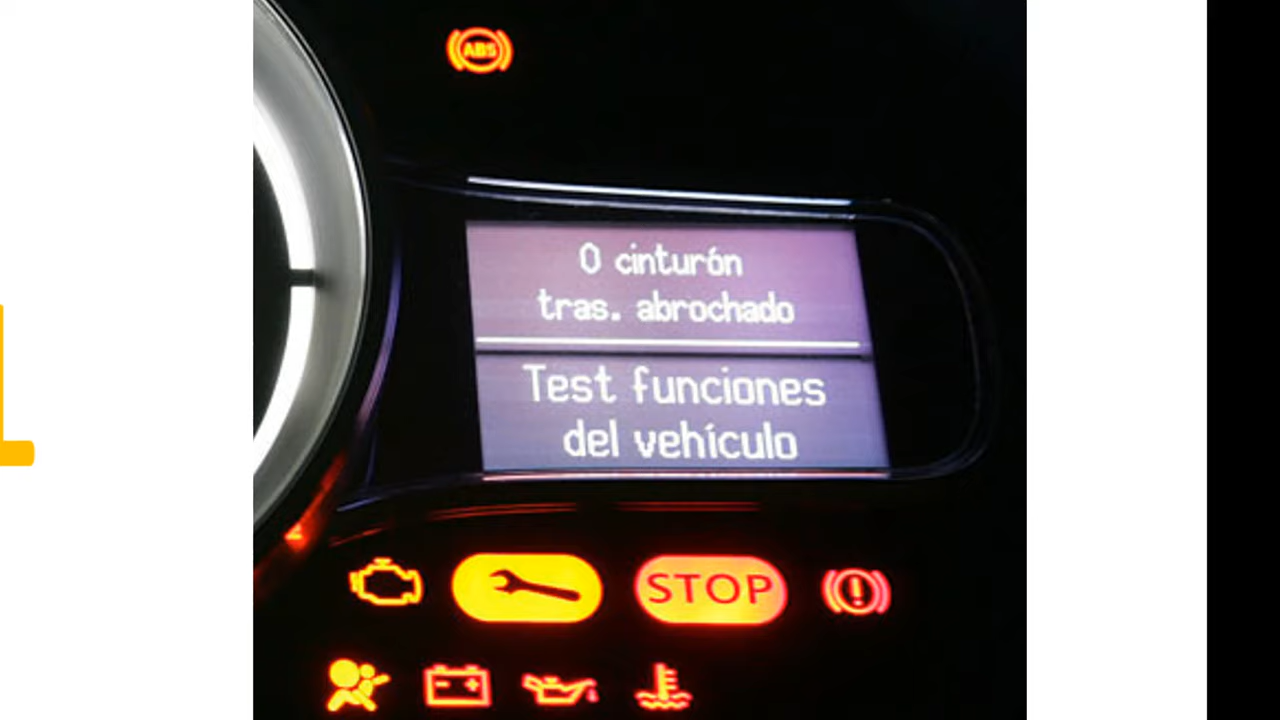 ABS
0 cinturón
tras. abrochado
Test funciones
del vehículo
STOP